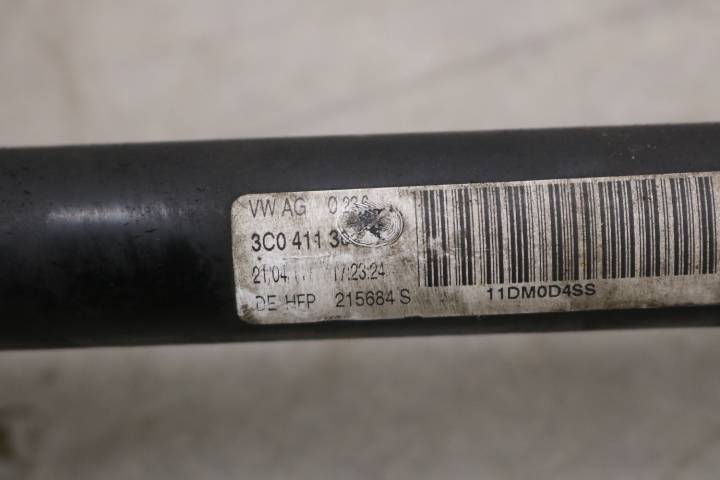 VW AG
3C0 411
17:23:24
DE HFP 215684 S
11DM0D4SS